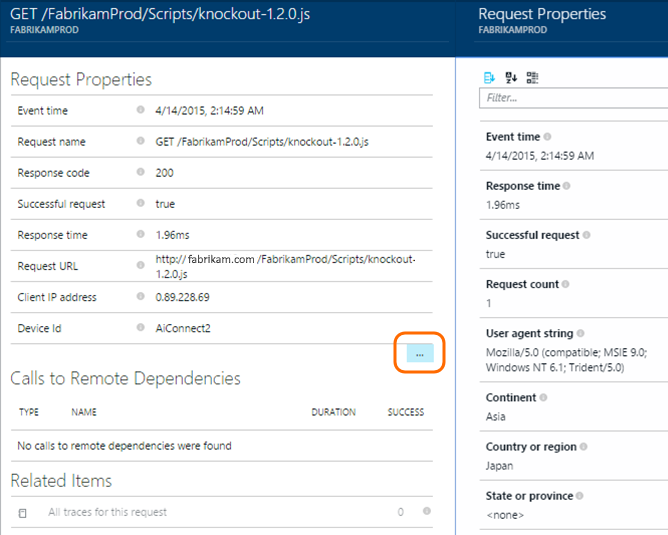 GET /FabrikamProd/Scripts/knockout-1.2.0.js
FABRIKAMPROD
Request Properties
Event time 4/14/2015, 2:14:59 AM
Request name GET /FabrikamProd/Scripts/knockout-1.2.0.js
Response code 200
Successful request true
Response time 1.96ms
Request URL http:// fabrikam.com /FabrikamProd/Scripts/knockout-
1.2.0.js
Client IP address 0.89.228.69
Device Id AiConnect2
...
Calls to Remote Dependencies
TYPE NAME DURATION SUCCESS
No calls to remote dependencies were found
Related Items
All traces for this request 0
Request Properties
FABRIKAMPROD
Filter...
Event time
4/14/2015, 2:14:59 AM
Response time
1.96ms
Successful request
true
Request count
1
User agent string
Mozilla/5.0 (compatible; MSIE 9.0;
Windows NT 6.1; Trident/5.0)
Continent
Asia
Country or region
Japan
State or province
<none>